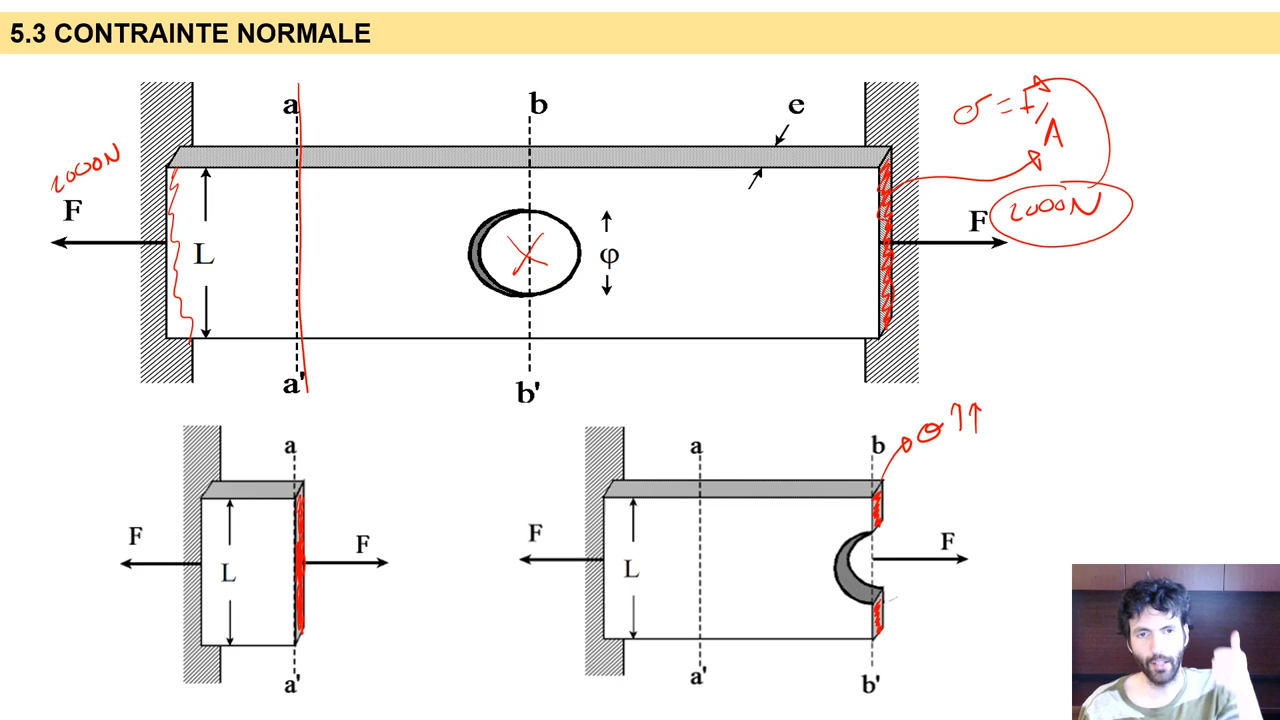 5.3 CONTRAINTE NORMALE
a b e
2000N
σ = F/A
F L φ F 2000N
a' b'
a a b σ↑↑
F L F F L F
a' a' b'